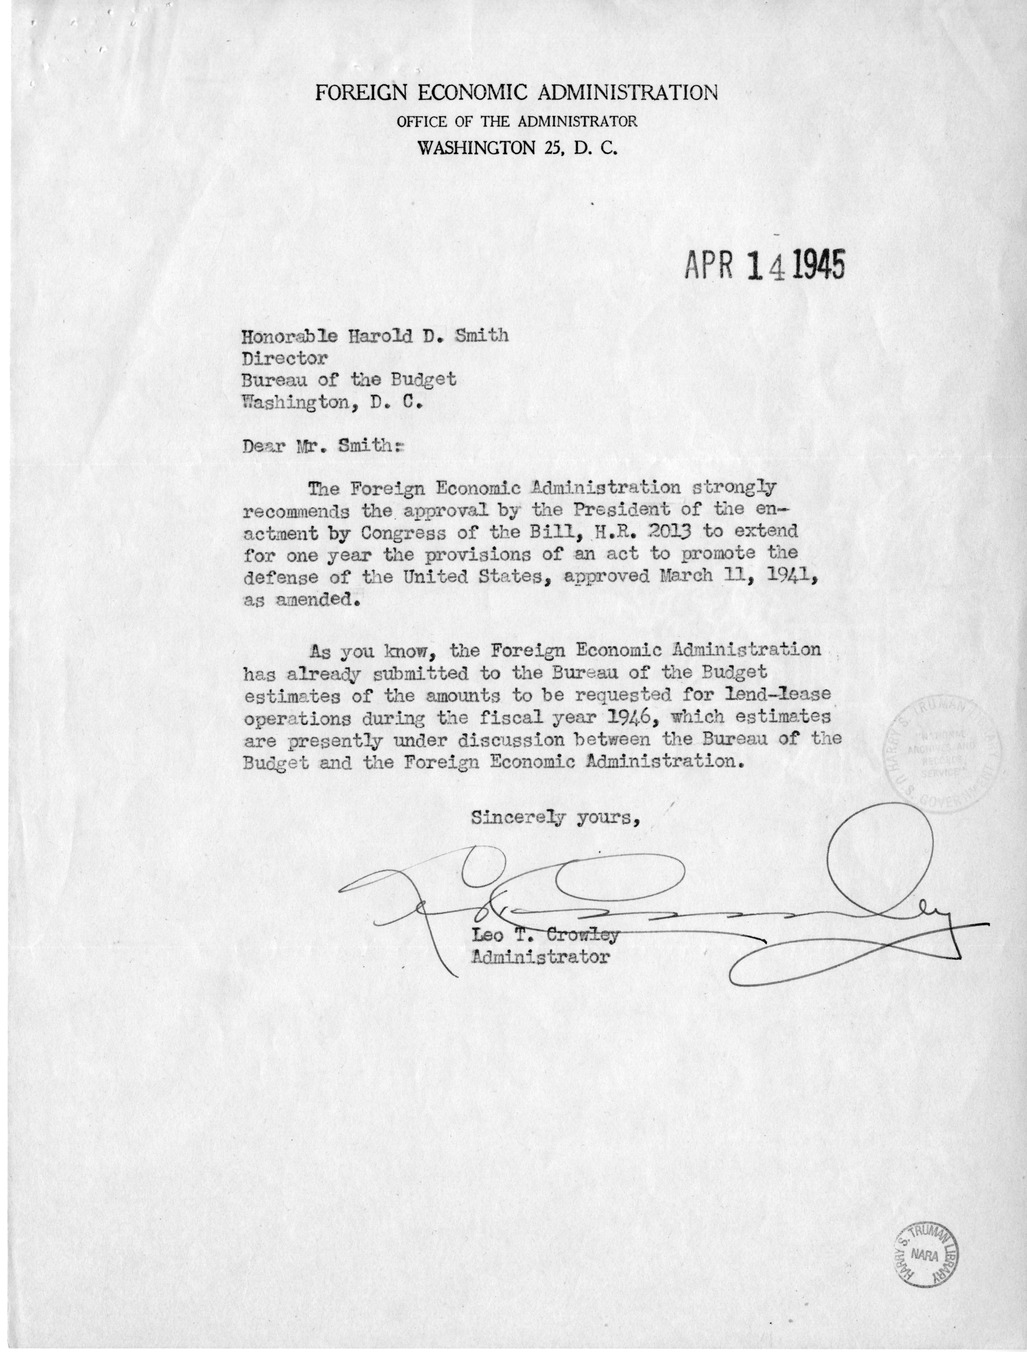 FOREIGN ECONOMIC ADMINISTRATION
OFFICE OF THE ADMINISTRATOR
WASHINGTON 25, D. C.
APR 14 1945
Honorable Harold D. Smith
Director
Bureau of the Budget
Washington, D. C.
Dear Mr. Smith:
The Foreign Economic Administration strongly
recommends the approval by the President of the en-
actment by Congress of the Bill, H.R. 2013 to extend
for one year the provisions of an act to promote the
defense of the United States, approved March 11, 1941,
as amended.
As you know, the Foreign Economic Administration
has already submitted to the Bureau of the Budget
estimates of the amounts to be requested for lend-lease
operations during the fiscal year 1946, which estimates
are presently under discussion between the Bureau of the
Budget and the Foreign Economic Administration.
HARRY S. TRUMAN
U.S. GOVERNMENT
Sincerely yours,
Leo T. Crowley
Administrator
HARRY S. TRUMAN LIBRARY
NARA